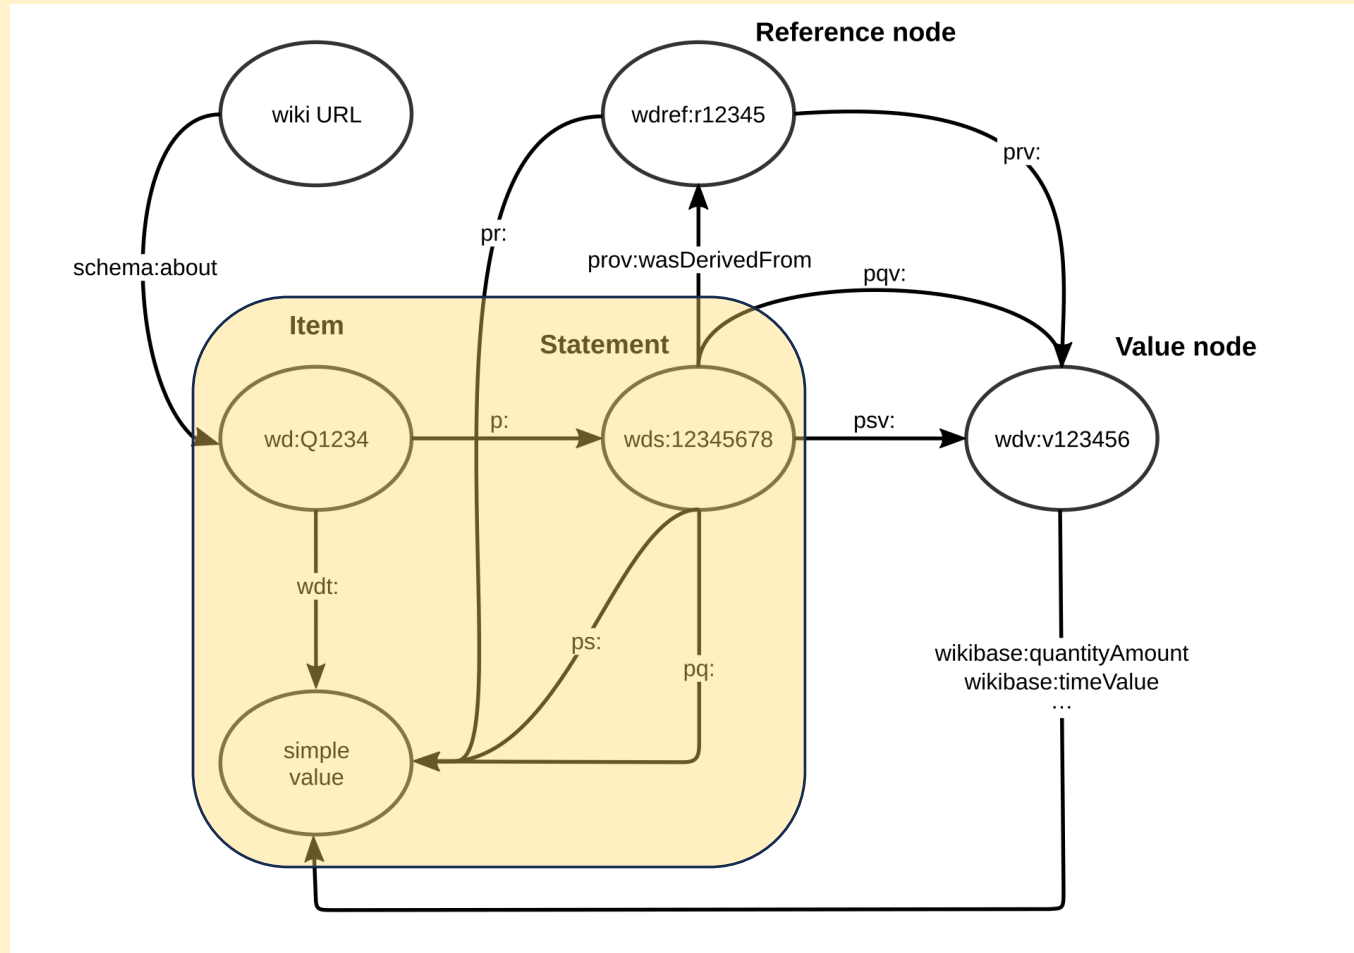 Reference node
wiki URL
wdref:r12345
prv:
pr:
prov:wasDerivedFrom
schema:about
pqv:
Item
Statement
Value node
wd:Q1234
p:
wds:12345678
psv:
wdv:v123456
wdt:
ps:
pq:
wikibase:quantityAmount
wikibase:timeValue
...
simple
value